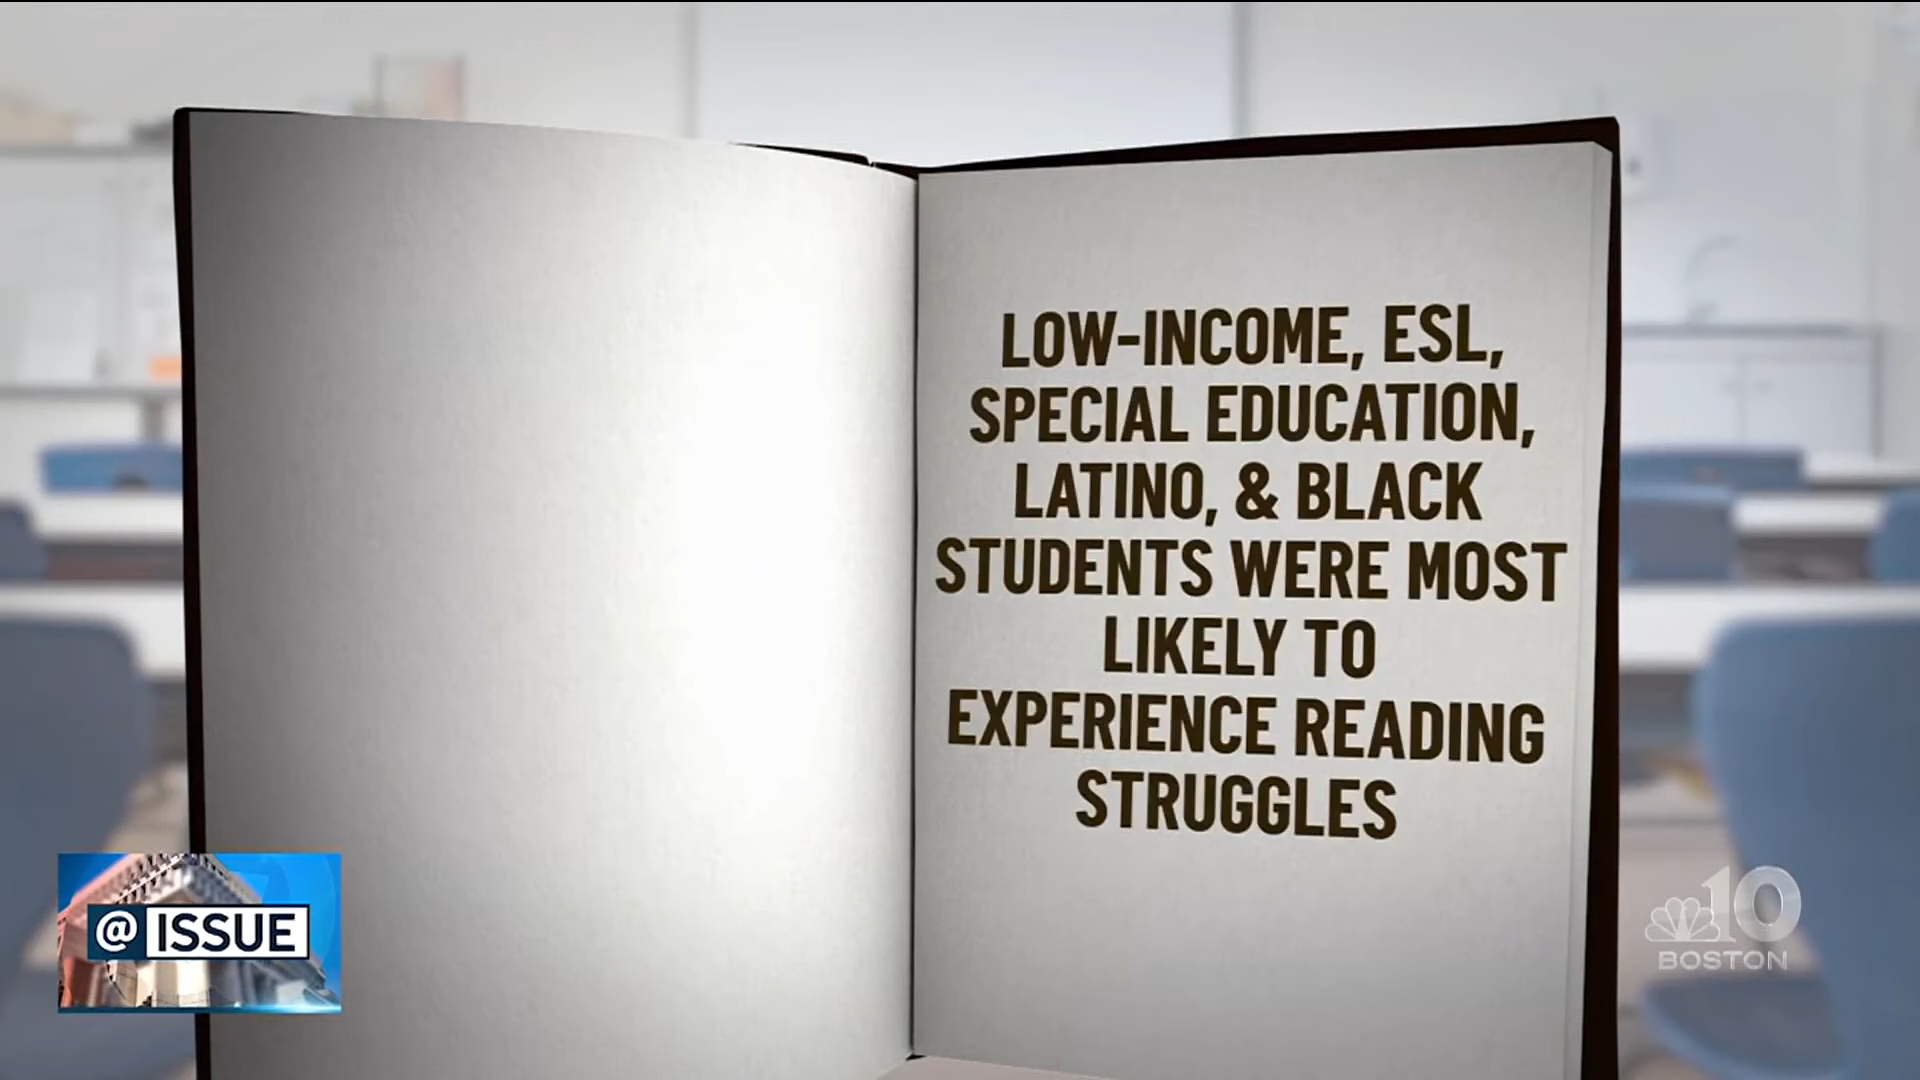 LOW-INCOME, ESL,
SPECIAL EDUCATION,
LATINO, & BLACK
STUDENTS WERE MOST
LIKELY TO
EXPERIENCE READING
STRUGGLES
@ ISSUE
10
BOSTON